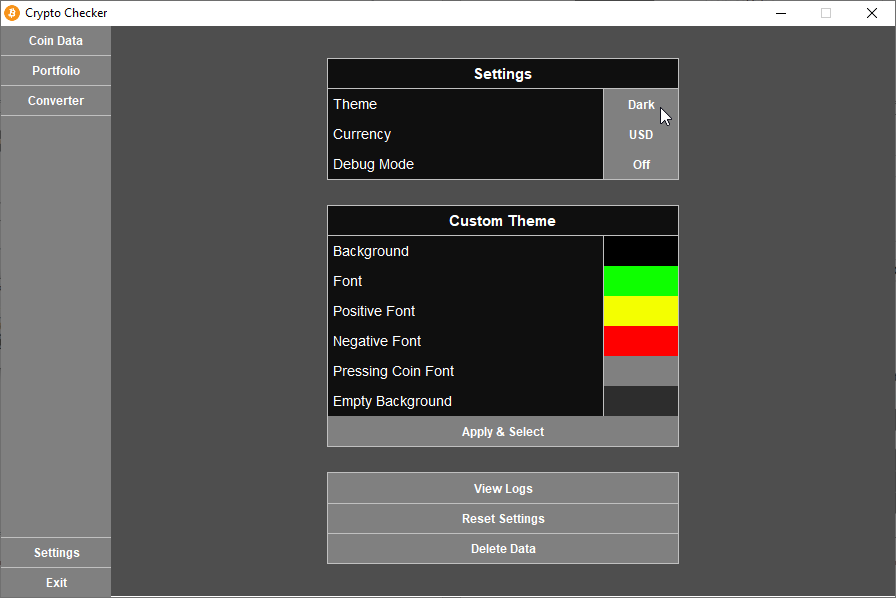 Crypto Checker
Coin Data
Portfolio
Converter
Settings
Exit
Settings
Theme Dark
Currency USD
Debug Mode Off
Custom Theme
Background
Font
Positive Font
Negative Font
Pressing Coin Font
Empty Background
Apply & Select
View Logs
Reset Settings
Delete Data